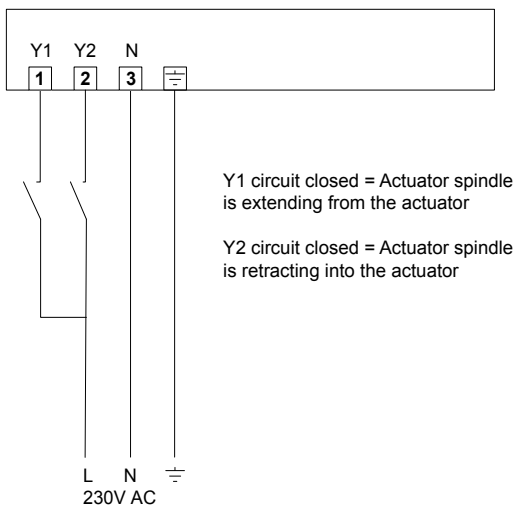 Y1 Y2 N
1 2 3
Y1 circuit closed = Actuator spindle
is extending from the actuator
Y2 circuit closed = Actuator spindle
is retracting into the actuator
L N
230V AC